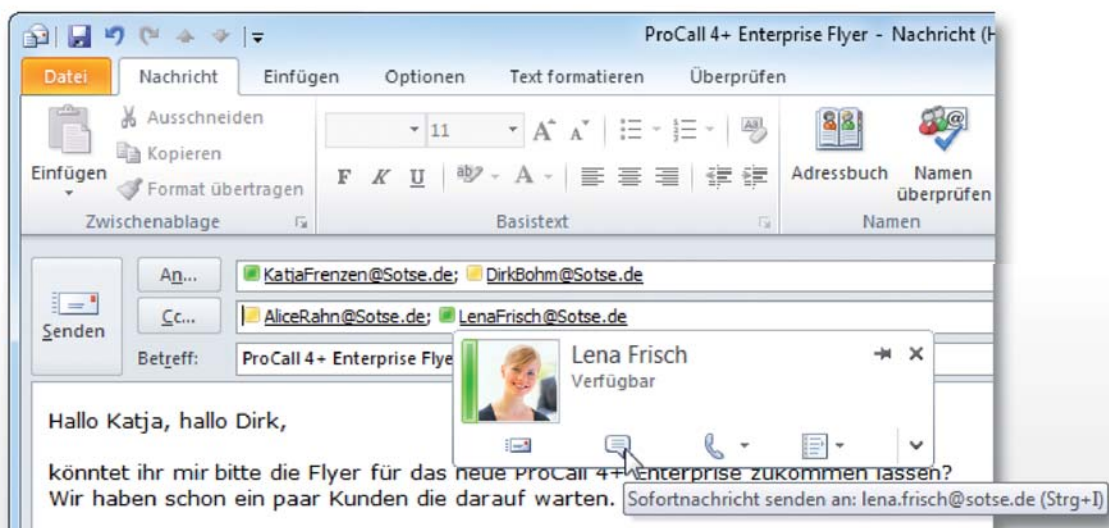 ProCall 4+ Enterprise Flyer - Nachricht (H
Datei Nachricht Einfügen Optionen Text formatieren Überprüfen
Ausschneiden
Kopieren
Format übertragen
Einfügen
Zwischenablage
11
A A
F K U ab A
Basistext
Adressbuch
Namen überprüfen
Namen
Senden
An... KatjaFrenzen@Sotse.de; DirkBohm@Sotse.de
Cc... AliceRahn@Sotse.de; LenaFrisch@Sotse.de
Betreff: ProCall 4+ Enterprise Flye
Lena Frisch
Verfügbar
Hallo Katja, hallo Dirk,
könntet ihr mir bitte die Flyer für das neue ProCall 4+ Enterprise zukommen lassen?
Wir haben schon ein paar Kunden die darauf warten.
Sofortnachricht senden an: lena.frisch@sotse.de (Strg+I)